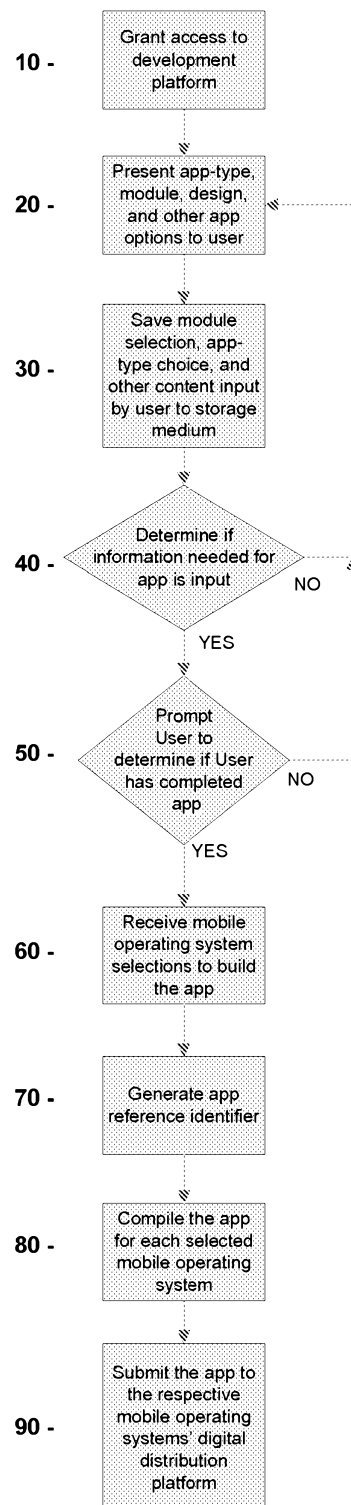 10 -
Grant access to
development
platform
20 -
Present app-type,
module, design,
and other app
options to user
30 -
Save module
selection, app-
type choice, and
other content input
by user to storage
medium
40 -
Determine if
information needed for
app is input
NO
YES
50 -
Prompt
User to
determine if User
has completed
app
NO
YES
60 -
Receive mobile
operating system
selections to build
the app
70 -
Generate app
reference identifier
80 -
Compile the app
for each selected
mobile operating
system
90 -
Submit the app to
the respective
mobile operating
systems' digital
distribution
platform